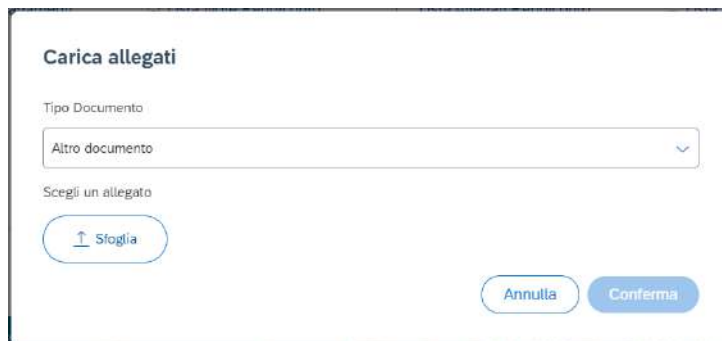 Carica allegati
Tipo Documento
Altro documento
Scegli un allegato
Sfoglia
Annulla Conferma